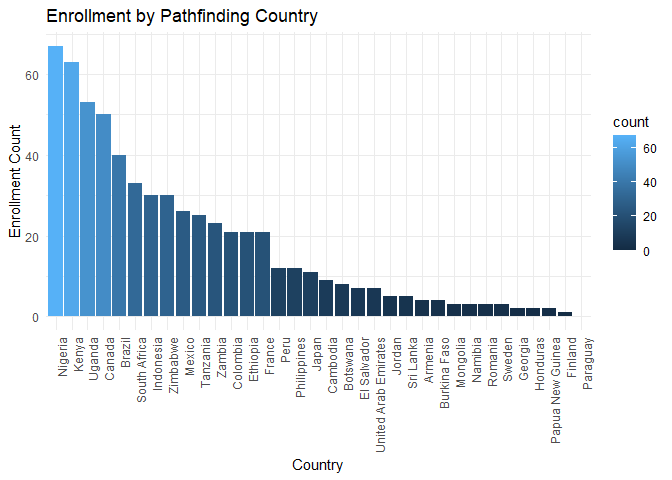 Enrollment by Pathfinding Country
Enrollment Count
60
40
20
0
Nigeria
Kenya
Uganda
Canada
Brazil
South Africa
Indonesia
Zimbabwe
Mexico
Tanzania
Zambia
Colombia
Ethiopia
France
Peru
Philippines
Japan
Cambodia
Botswana
El Salvador
United Arab Emirates
Jordan
Sri Lanka
Armenia
Burkina Faso
Mongolia
Namibia
Romania
Sweden
Georgia
Honduras
Papua New Guinea
Finland
Paraguay
Country
count
60
40
20
0